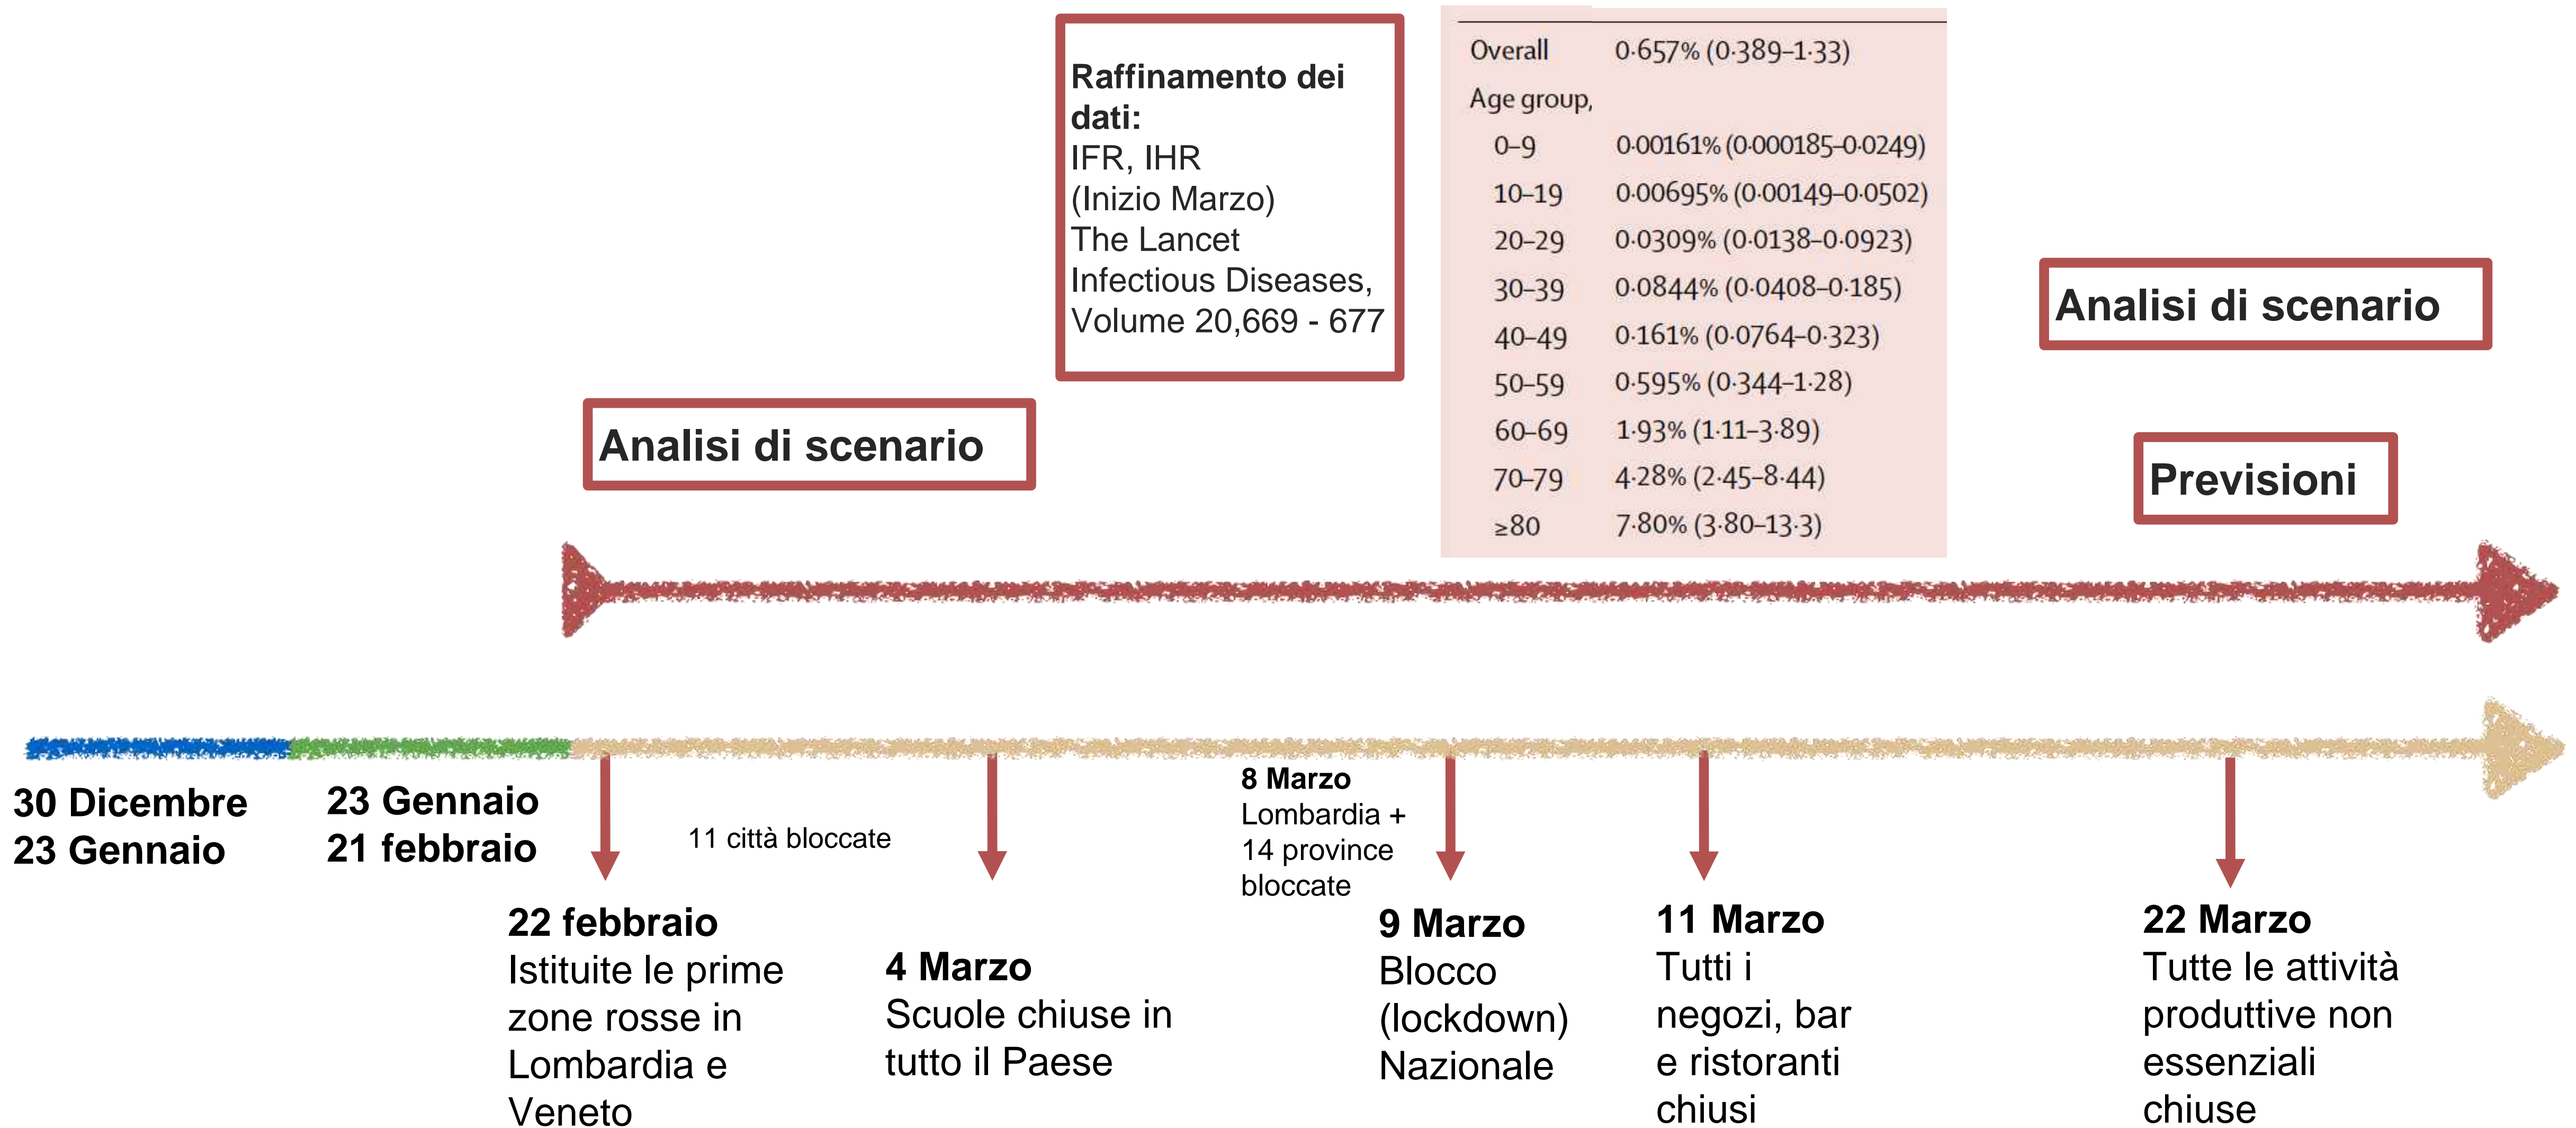 Raffinamento dei
dati:
IFR, IHR
(Inizio Marzo)
The Lancet
Infectious Diseases,
Volume 20,669 - 677
Overall 0·657% (0·389–1·33)
Age group,
0–9 0·00161% (0·000185–0·0249)
10–19 0·00695% (0·00149–0·0502)
20–29 0·0309% (0·0138–0·0923)
30–39 0·0844% (0·0408–0·185)
40–49 0·161% (0·0764–0·323)
50–59 0·595% (0·344–1·28)
60–69 1·93% (1·11–3·89)
70–79 4·28% (2·45–8·44)
≥80 7·80% (3·80–13·3)
Analisi di scenario
Analisi di scenario
Previsioni
30 Dicembre
23 Gennaio
23 Gennaio
21 febbraio
22 febbraio
Istituite le prime
zone rosse in
Lombardia e
Veneto
11 città bloccate
4 Marzo
Scuole chiuse in
tutto il Paese
8 Marzo
Lombardia +
14 province
bloccate
9 Marzo
Blocco
(lockdown)
Nazionale
11 Marzo
Tutti i
negozi, bar
e ristoranti
chiusi
22 Marzo
Tutte le attività
produttive non
essenziali
chiuse